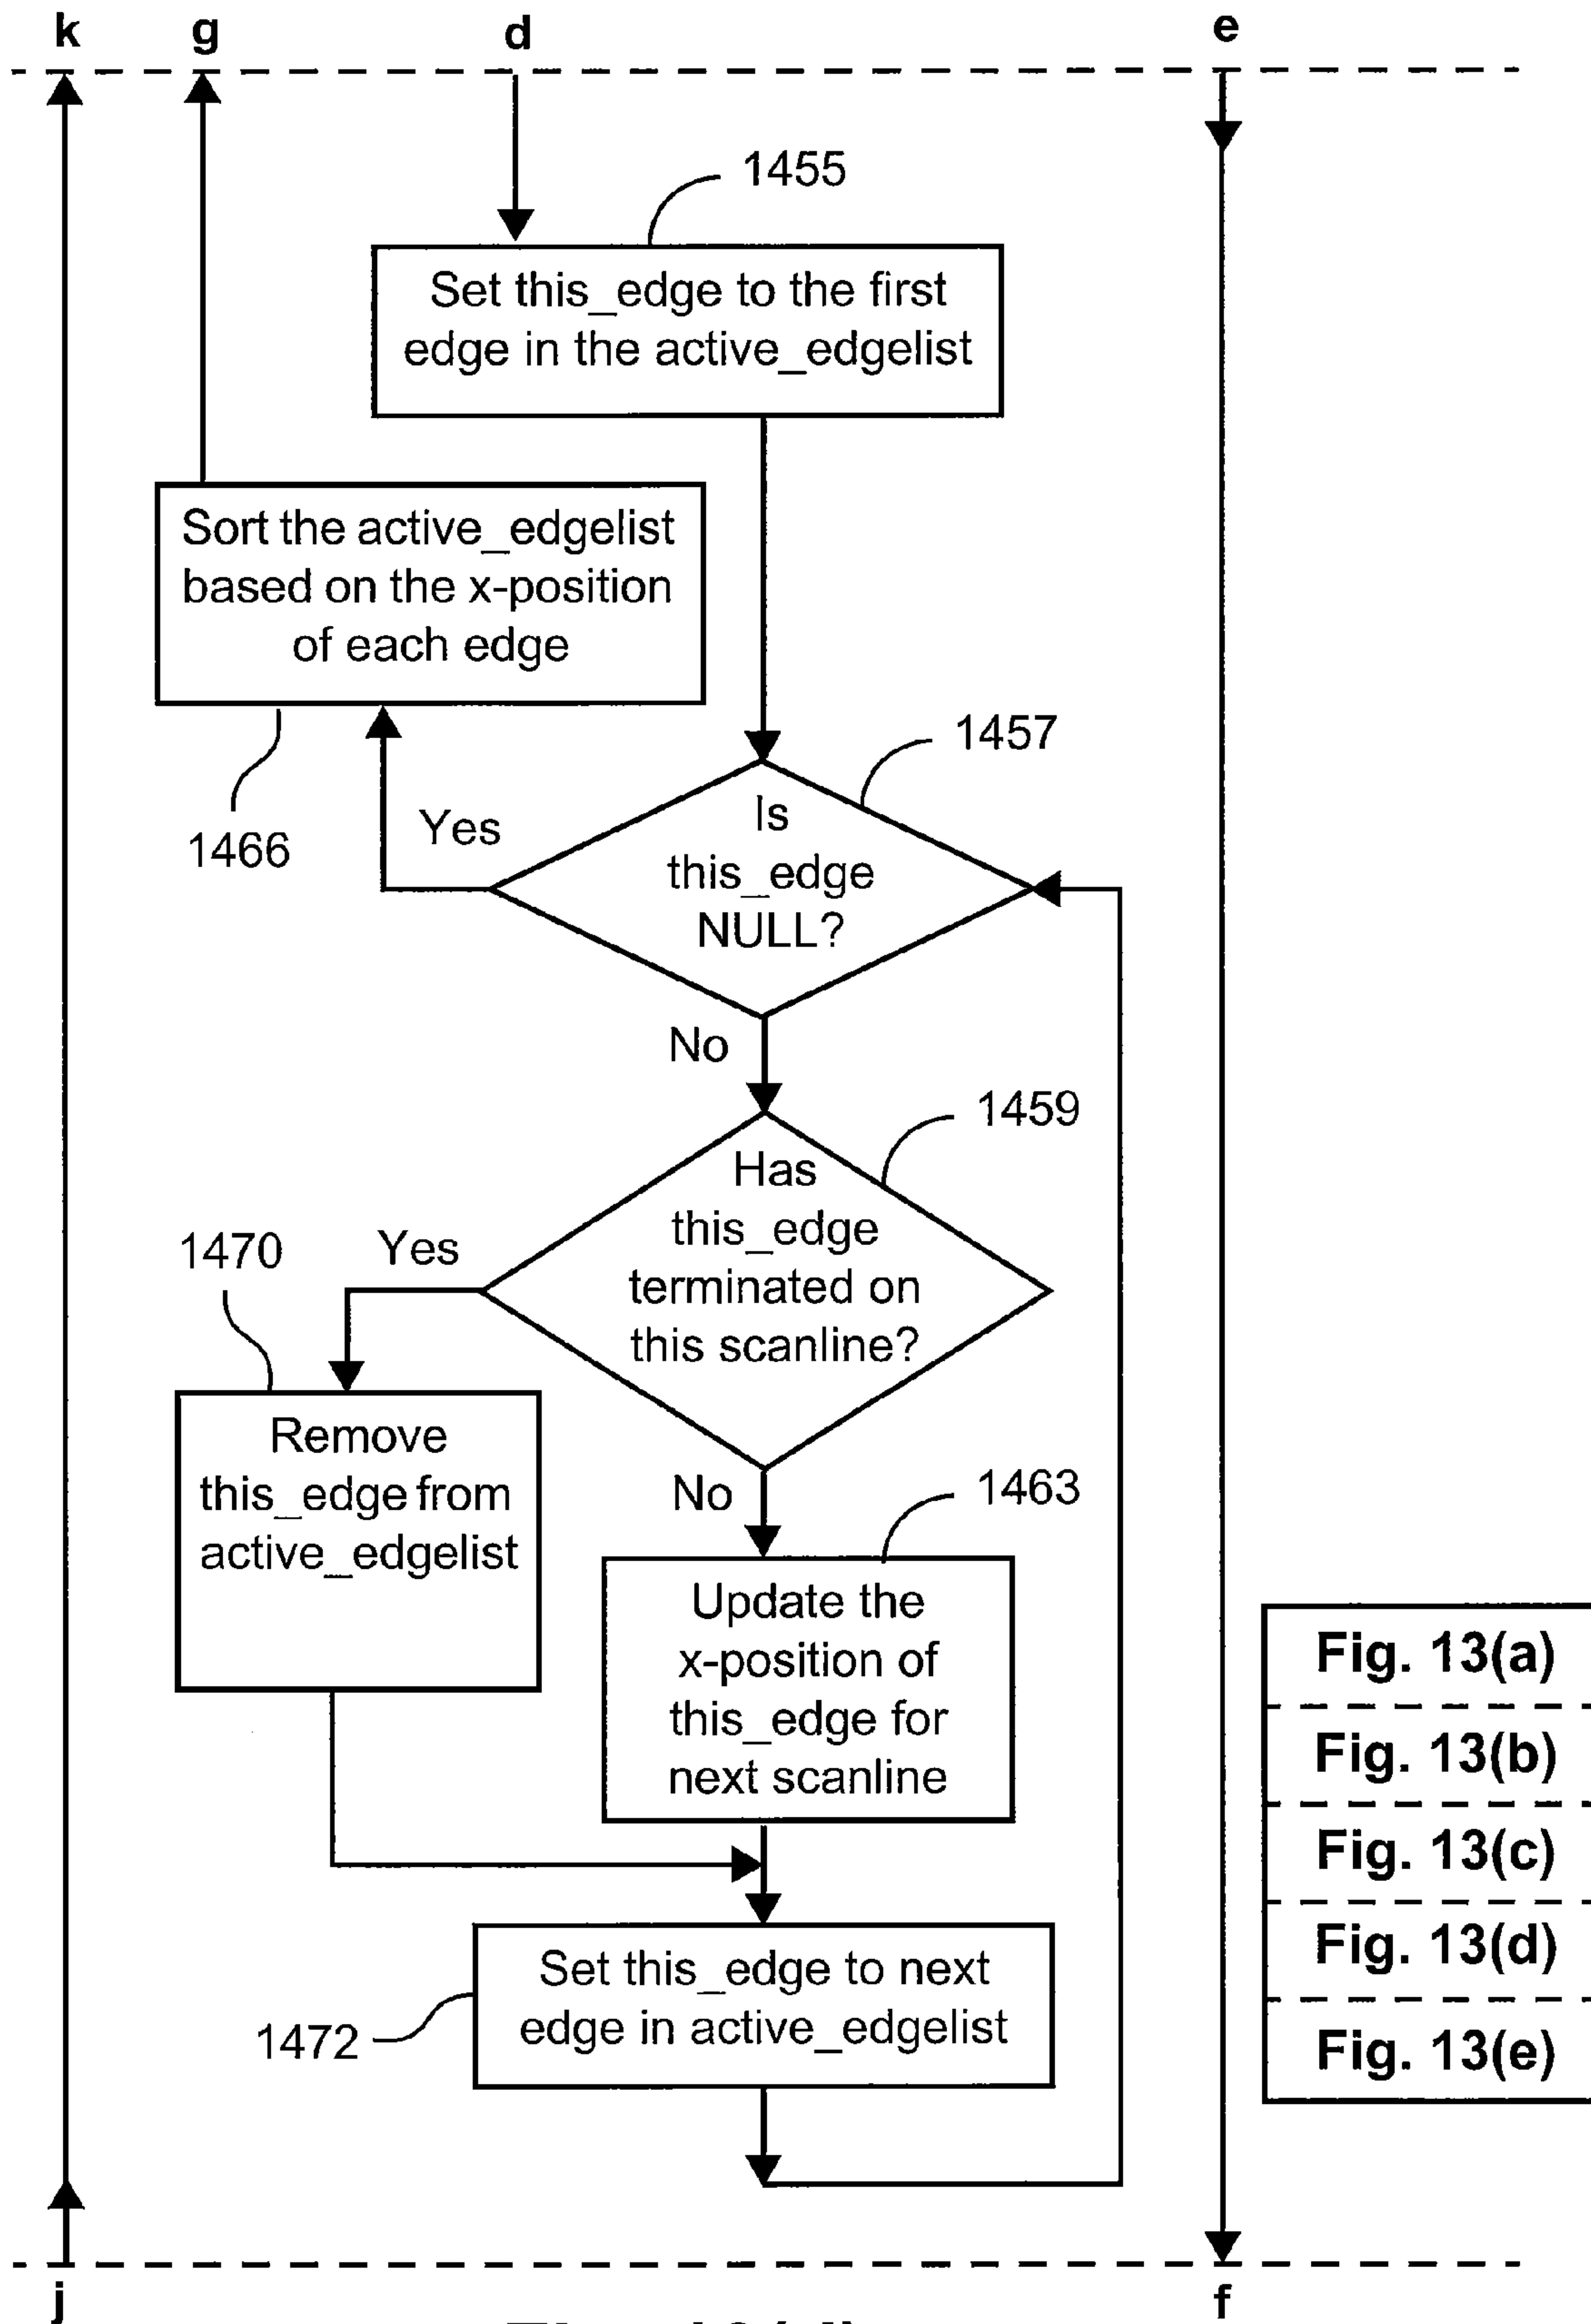 k g d e
1455
Set this_edge to the first
edge in the active_edgelist
Sort the active_edgelist
based on the x-position
of each edge
1466
1457
Yes
Is
this_edge
NULL?
No
1459
Has
this_edge
terminated on
this scanline?
1470
Yes
Remove
this_edge from
active_edgelist
No
1463
Update the
x-position of
this_edge for
next scanline
Set this_edge to next
edge in active_edgelist
1472
Fig. 13(a)
Fig. 13(b)
Fig. 13(c)
Fig. 13(d)
Fig. 13(e)
j f